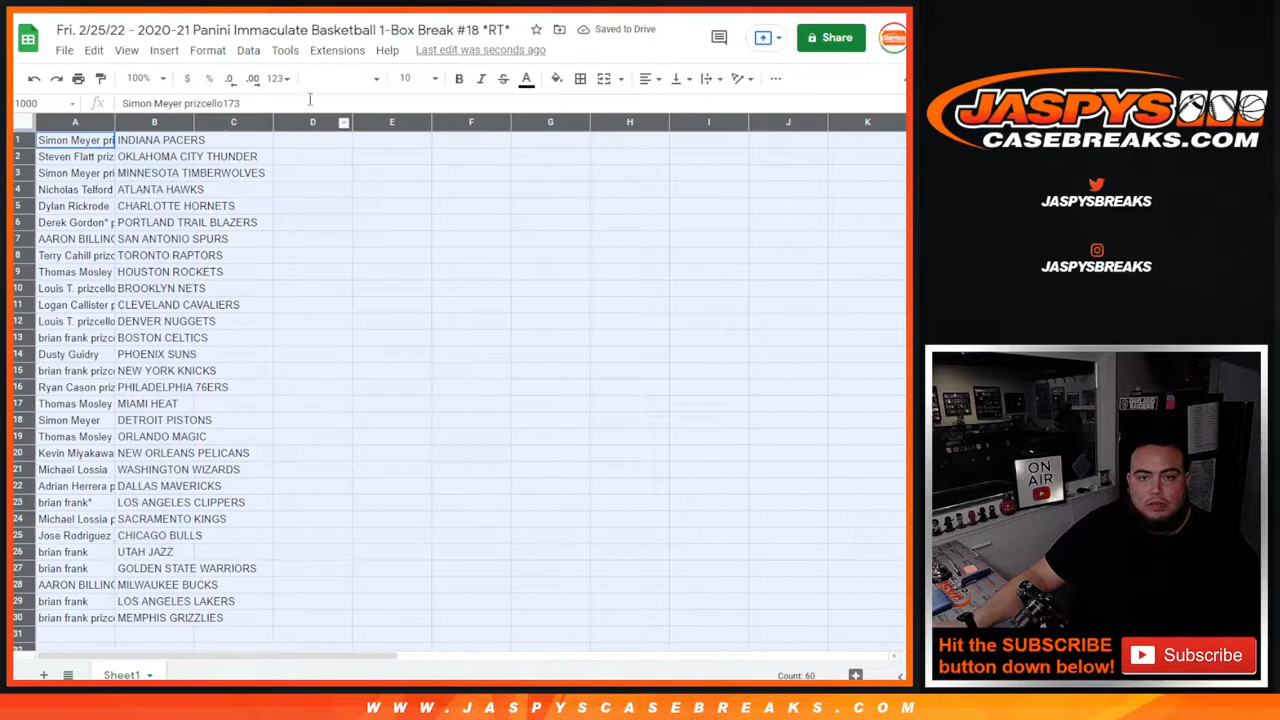 Fri. 2/25/22 - 2020-21 Panini Immaculate Basketball 1-Box Break #18 *RT*
Saved to Drive
Share
File Edit View Insert Format Data Tools Extensions Help Last edit was seconds ago
100% $ % .0 .00 123 10 B I S A
1000 fx Simon Meyer prizcello173
A B C D E F G H I J K
1 Simon Meyer pri INDIANA PACERS
2 Steven Flatt priz OKLAHOMA CITY THUNDER
3 Simon Meyer pri MINNESOTA TIMBERWOLVES
4 Nicholas Telford ATLANTA HAWKS
5 Dylan Rickrode CHARLOTTE HORNETS
6 Derek Gordon* p PORTLAND TRAIL BLAZERS
7 AARON BILLING SAN ANTONIO SPURS
8 Terry Cahill prizc TORONTO RAPTORS
9 Thomas Mosley HOUSTON ROCKETS
10 Louis T. prizcello BROOKLYN NETS
11 Logan Callister p CLEVELAND CAVALIERS
12 Louis T. prizcello DENVER NUGGETS
13 brian frank prizc BOSTON CELTICS
14 Dusty Guidry PHOENIX SUNS
15 brian frank prizc NEW YORK KNICKS
16 Ryan Cason priz PHILADELPHIA 76ERS
17 Thomas Mosley MIAMI HEAT
18 Simon Meyer DETROIT PISTONS
19 Thomas Mosley ORLANDO MAGIC
20 Kevin Miyakawa NEW ORLEANS PELICANS
21 Michael Lossia WASHINGTON WIZARDS
22 Adrian Herrera p DALLAS MAVERICKS
23 brian frank* LOS ANGELES CLIPPERS
24 Michael Lossia p SACRAMENTO KINGS
25 Jose Rodriguez CHICAGO BULLS
26 brian frank UTAH JAZZ
27 brian frank GOLDEN STATE WARRIORS
28 AARON BILLING MILWAUKEE BUCKS
29 brian frank LOS ANGELES LAKERS
30 brian frank prizc MEMPHIS GRIZZLIES
31
Sheet1
Count: 60
JASPYS
CASEBREAKS.COM
JASPYSBREAKS
JASPYSBREAKS
OAKLAND
RAIDERS
ON
AIR
Hit the SUBSCRIBE
button down below!
Subscribe
WWW.JASPYSCASEBREAKS.COM